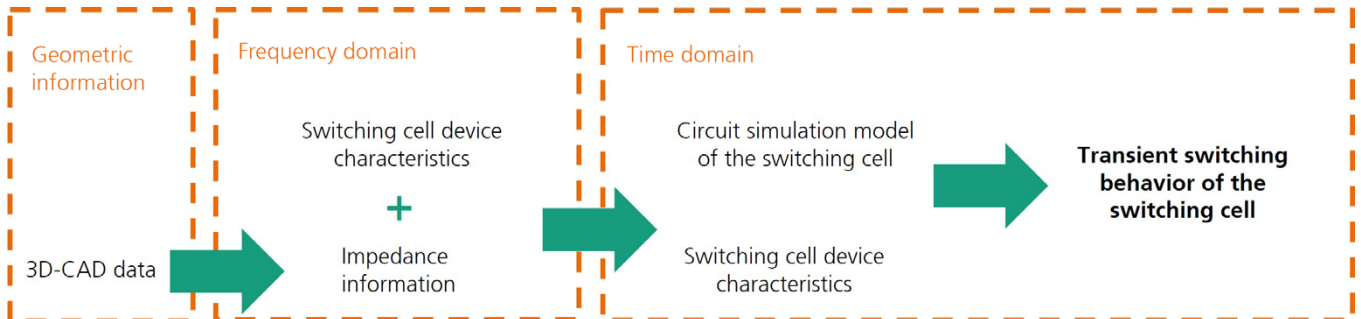 Geometric
information
3D-CAD data
Frequency domain
Switching cell device
characteristics
+
Impedance
information
Time domain
Circuit simulation model
of the switching cell
Switching cell device
characteristics
Transient switching
behavior of the
switching cell